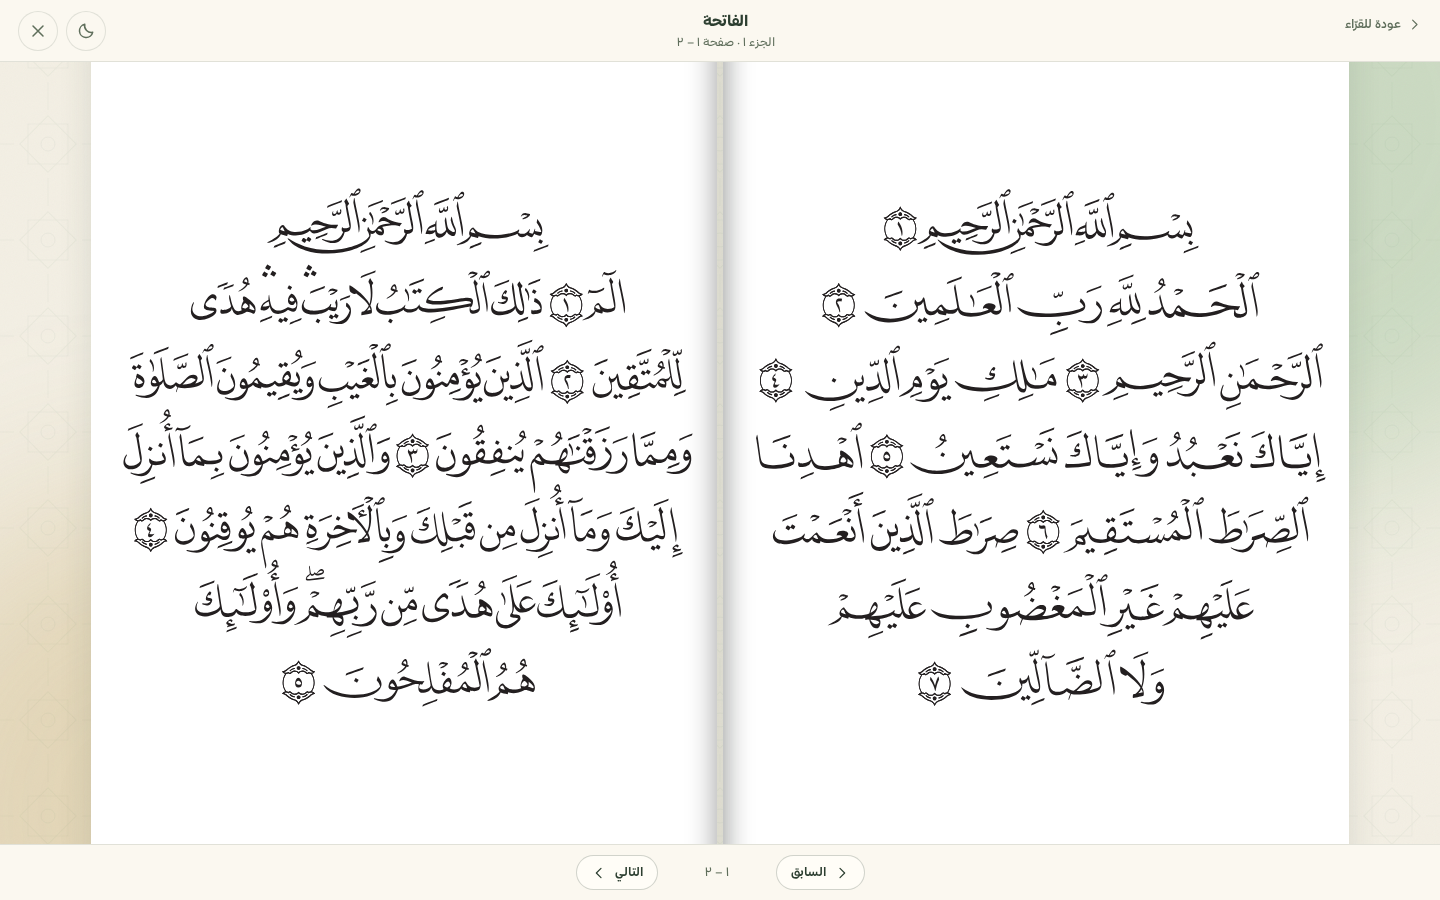 عودة للقرّاء
الفاتحة
الجزء ١ · صفحة ١ – ٢
بِسْمِ ٱللَّهِ ٱلرَّحْمَٰنِ ٱلرَّحِيمِ ١
ٱلْحَمْدُ لِلَّهِ رَبِّ ٱلْعَٰلَمِينَ ٢
ٱلرَّحْمَٰنِ ٱلرَّحِيمِ ٣ مَٰلِكِ يَوْمِ ٱلدِّينِ ٤
إِيَّاكَ نَعْبُدُ وَإِيَّاكَ نَسْتَعِينُ ٥ ٱهْدِنَا
ٱلصِّرَٰطَ ٱلْمُسْتَقِيمَ ٦ صِرَٰطَ ٱلَّذِينَ أَنْعَمْتَ
عَلَيْهِمْ غَيْرِ ٱلْمَغْضُوبِ عَلَيْهِمْ
وَلَا ٱلضَّآلِّينَ ٧
بِسْمِ ٱللَّهِ ٱلرَّحْمَٰنِ ٱلرَّحِيمِ
الٓمٓ ١ ذَٰلِكَ ٱلْكِتَٰبُ لَا رَيْبَۛ فِيهِۛ هُدًى
لِّلْمُتَّقِينَ ٢ ٱلَّذِينَ يُؤْمِنُونَ بِٱلْغَيْبِ وَيُقِيمُونَ ٱلصَّلَوٰةَ
وَمِمَّا رَزَقْنَٰهُمْ يُنفِقُونَ ٣ وَٱلَّذِينَ يُؤْمِنُونَ بِمَآ أُنزِلَ
إِلَيْكَ وَمَآ أُنزِلَ مِن قَبْلِكَ وَبِٱلْأَخِرَةِ هُمْ يُوقِنُونَ ٤
أُو۟لَٰٓئِكَ عَلَىٰ هُدًى مِّن رَّبِّهِمْۖ وَأُو۟لَٰٓئِكَ
هُمُ ٱلْمُفْلِحُونَ ٥
السابق
١ – ٢
التالي